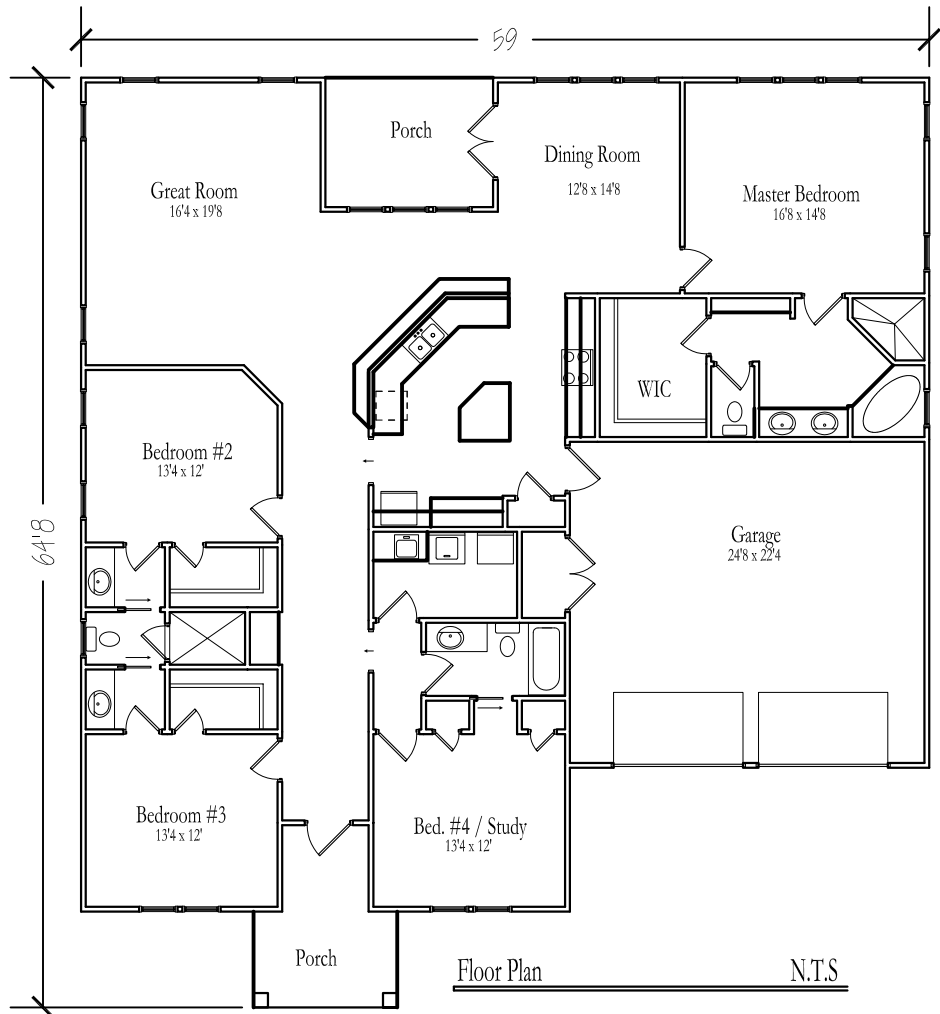 59
Porch
Great Room
16'4 x 19'8
Dining Room
12'8 x 14'8
Master Bedroom
16'8 x 14'8
WIC
Bedroom #2
13'4 x 12'
64'8
Garage
24'8 x 22'4
Bedroom #3
13'4 x 12'
Bed. #4 / Study
13'4 x 12'
Porch
Floor Plan
N.T.S